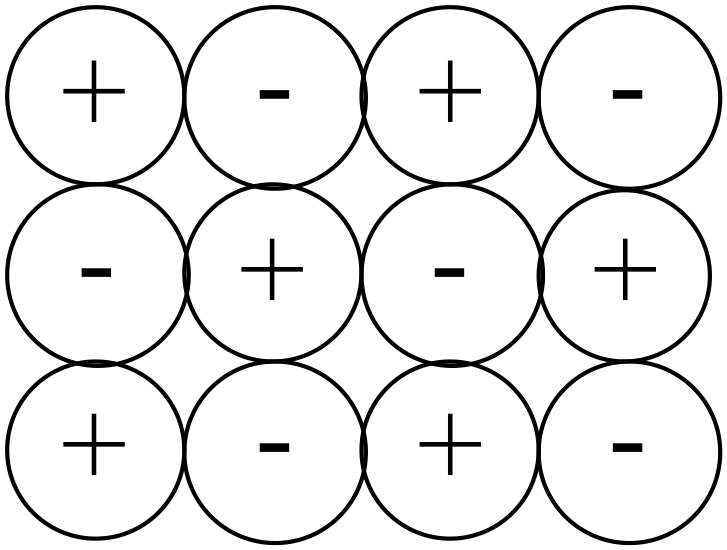 + - + -
- + - +
+ - + -